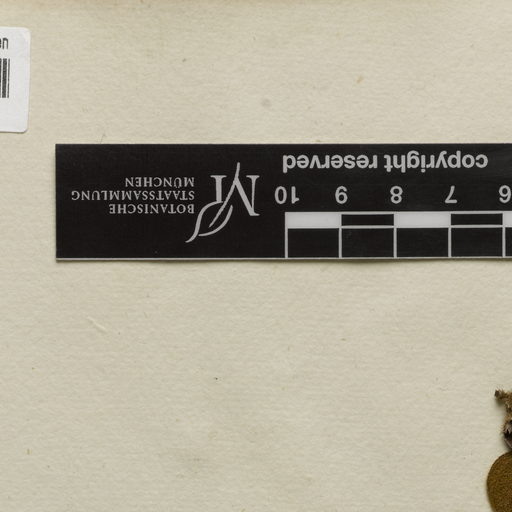 copyright reserved
10 9 8 7 6
BOTANISCHE
STAATSSAMMLUNG
MÜNCHEN